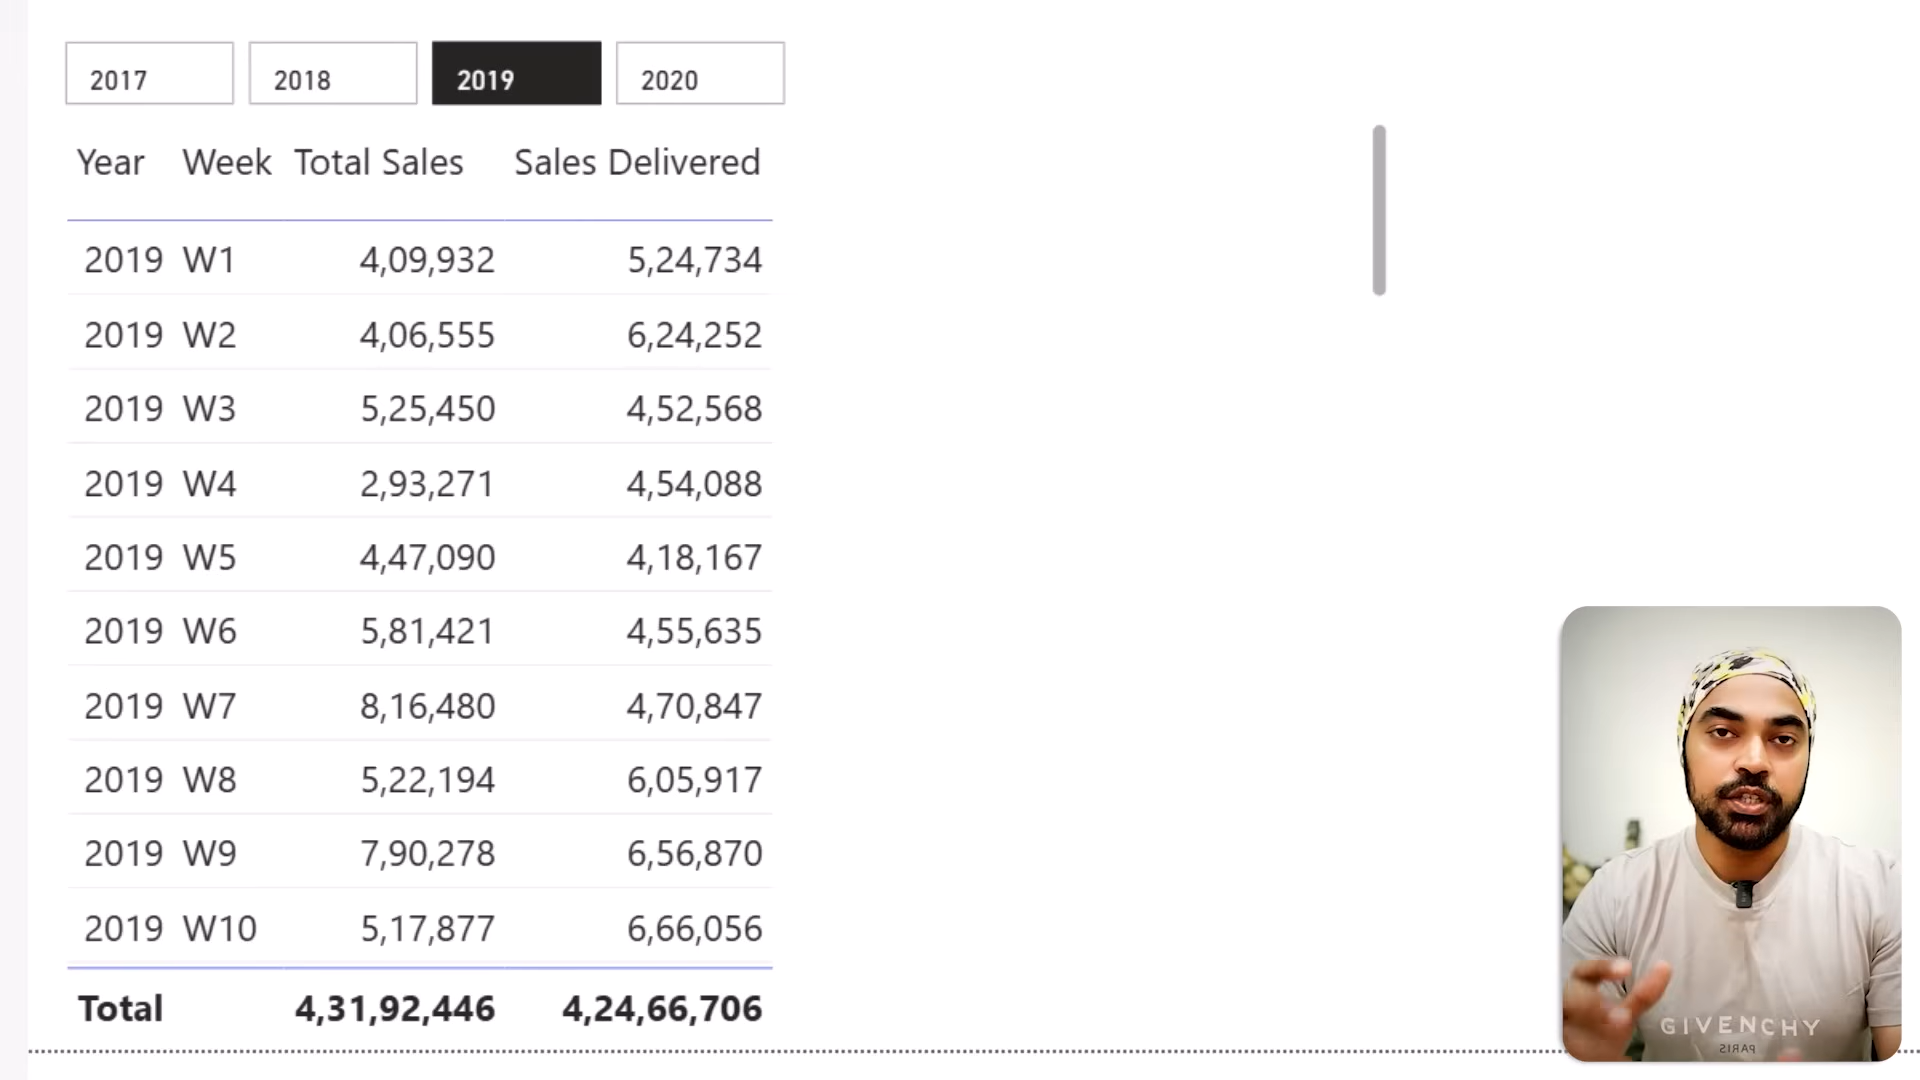 2017 2018 2019 2020
Year Week Total Sales Sales Delivered
2019 W1 4,09,932 5,24,734
2019 W2 4,06,555 6,24,252
2019 W3 5,25,450 4,52,568
2019 W4 2,93,271 4,54,088
2019 W5 4,47,090 4,18,167
2019 W6 5,81,421 4,55,635
2019 W7 8,16,480 4,70,847
2019 W8 5,22,194 6,05,917
2019 W9 7,90,278 6,56,870
2019 W10 5,17,877 6,66,056
Total 4,31,92,446 4,24,66,706
GIVENCHY
PARIS